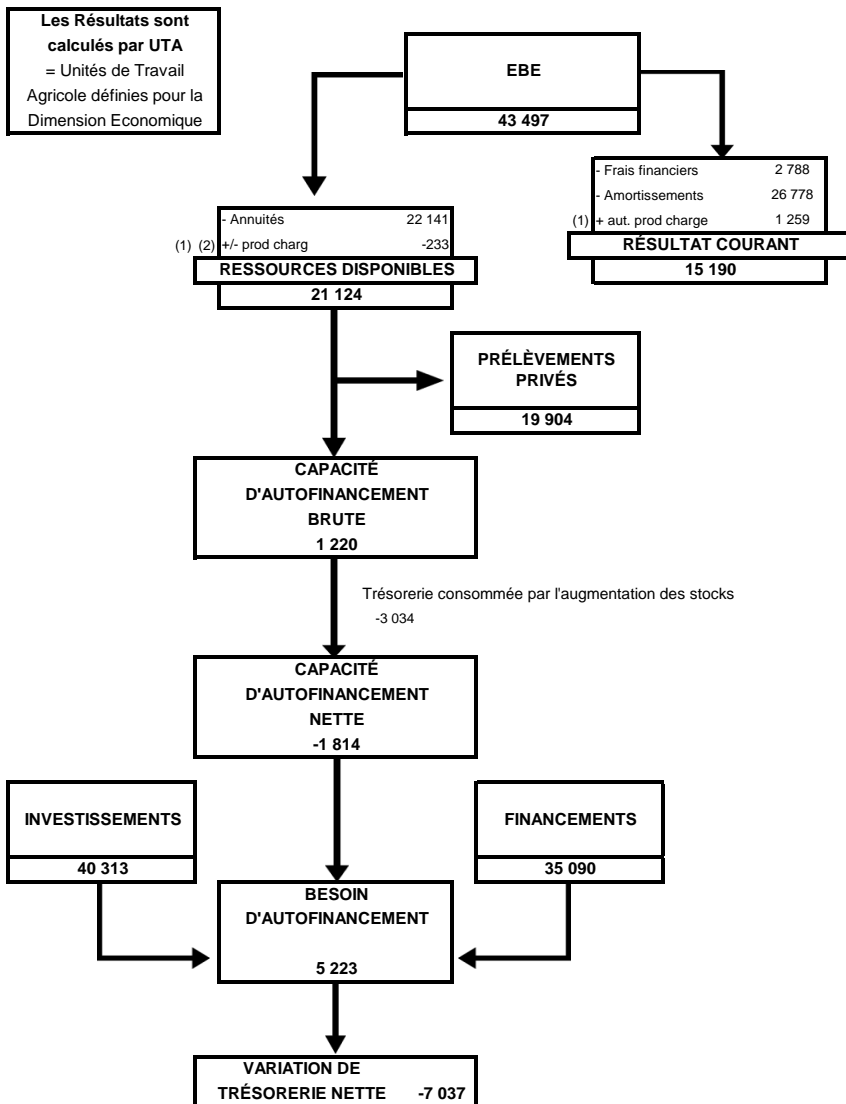 Les Résultats sont
calculés par UTA
= Unités de Travail
Agricole définies pour la
Dimension Economique
EBE
43 497
- Frais financiers 2 788
- Amortissements 26 778
(1) + aut. prod charge 1 259
RÉSULTAT COURANT
15 190
- Annuités 22 141
(1) (2) +/- prod charg -233
RESSOURCES DISPONIBLES
21 124
PRÉLÈVEMENTS
PRIVÉS
19 904
CAPACITÉ
D'AUTOFINANCEMENT
BRUTE
1 220
Trésorerie consommée par l'augmentation des stocks
-3 034
CAPACITÉ
D'AUTOFINANCEMENT
NETTE
-1 814
INVESTISSEMENTS
40 313
FINANCEMENTS
35 090
BESOIN
D'AUTOFINANCEMENT
5 223
VARIATION DE
TRÉSORERIE NETTE -7 037